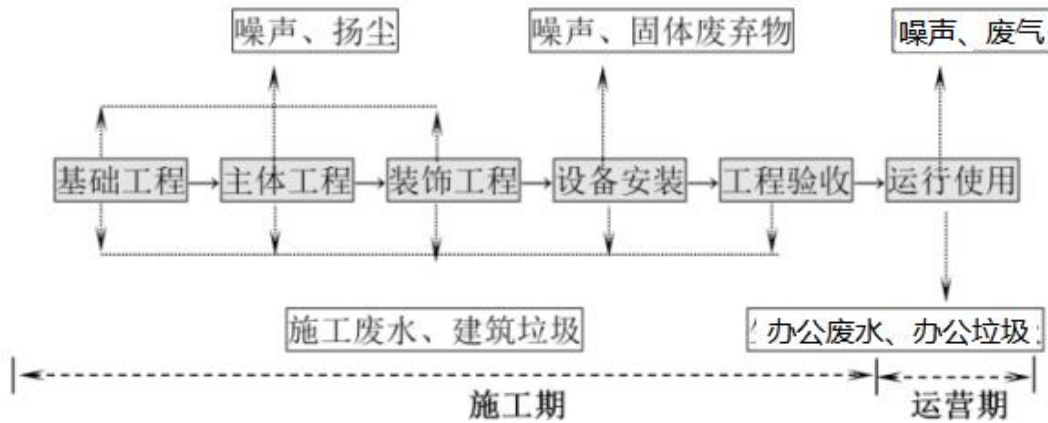 噪声、扬尘
噪声、固体废弃物
噪声、废气
基础工程
主体工程
装饰工程
设备安装
工程验收
运行使用
施工废水、建筑垃圾
办公废水、办公垃圾
施工期
运营期